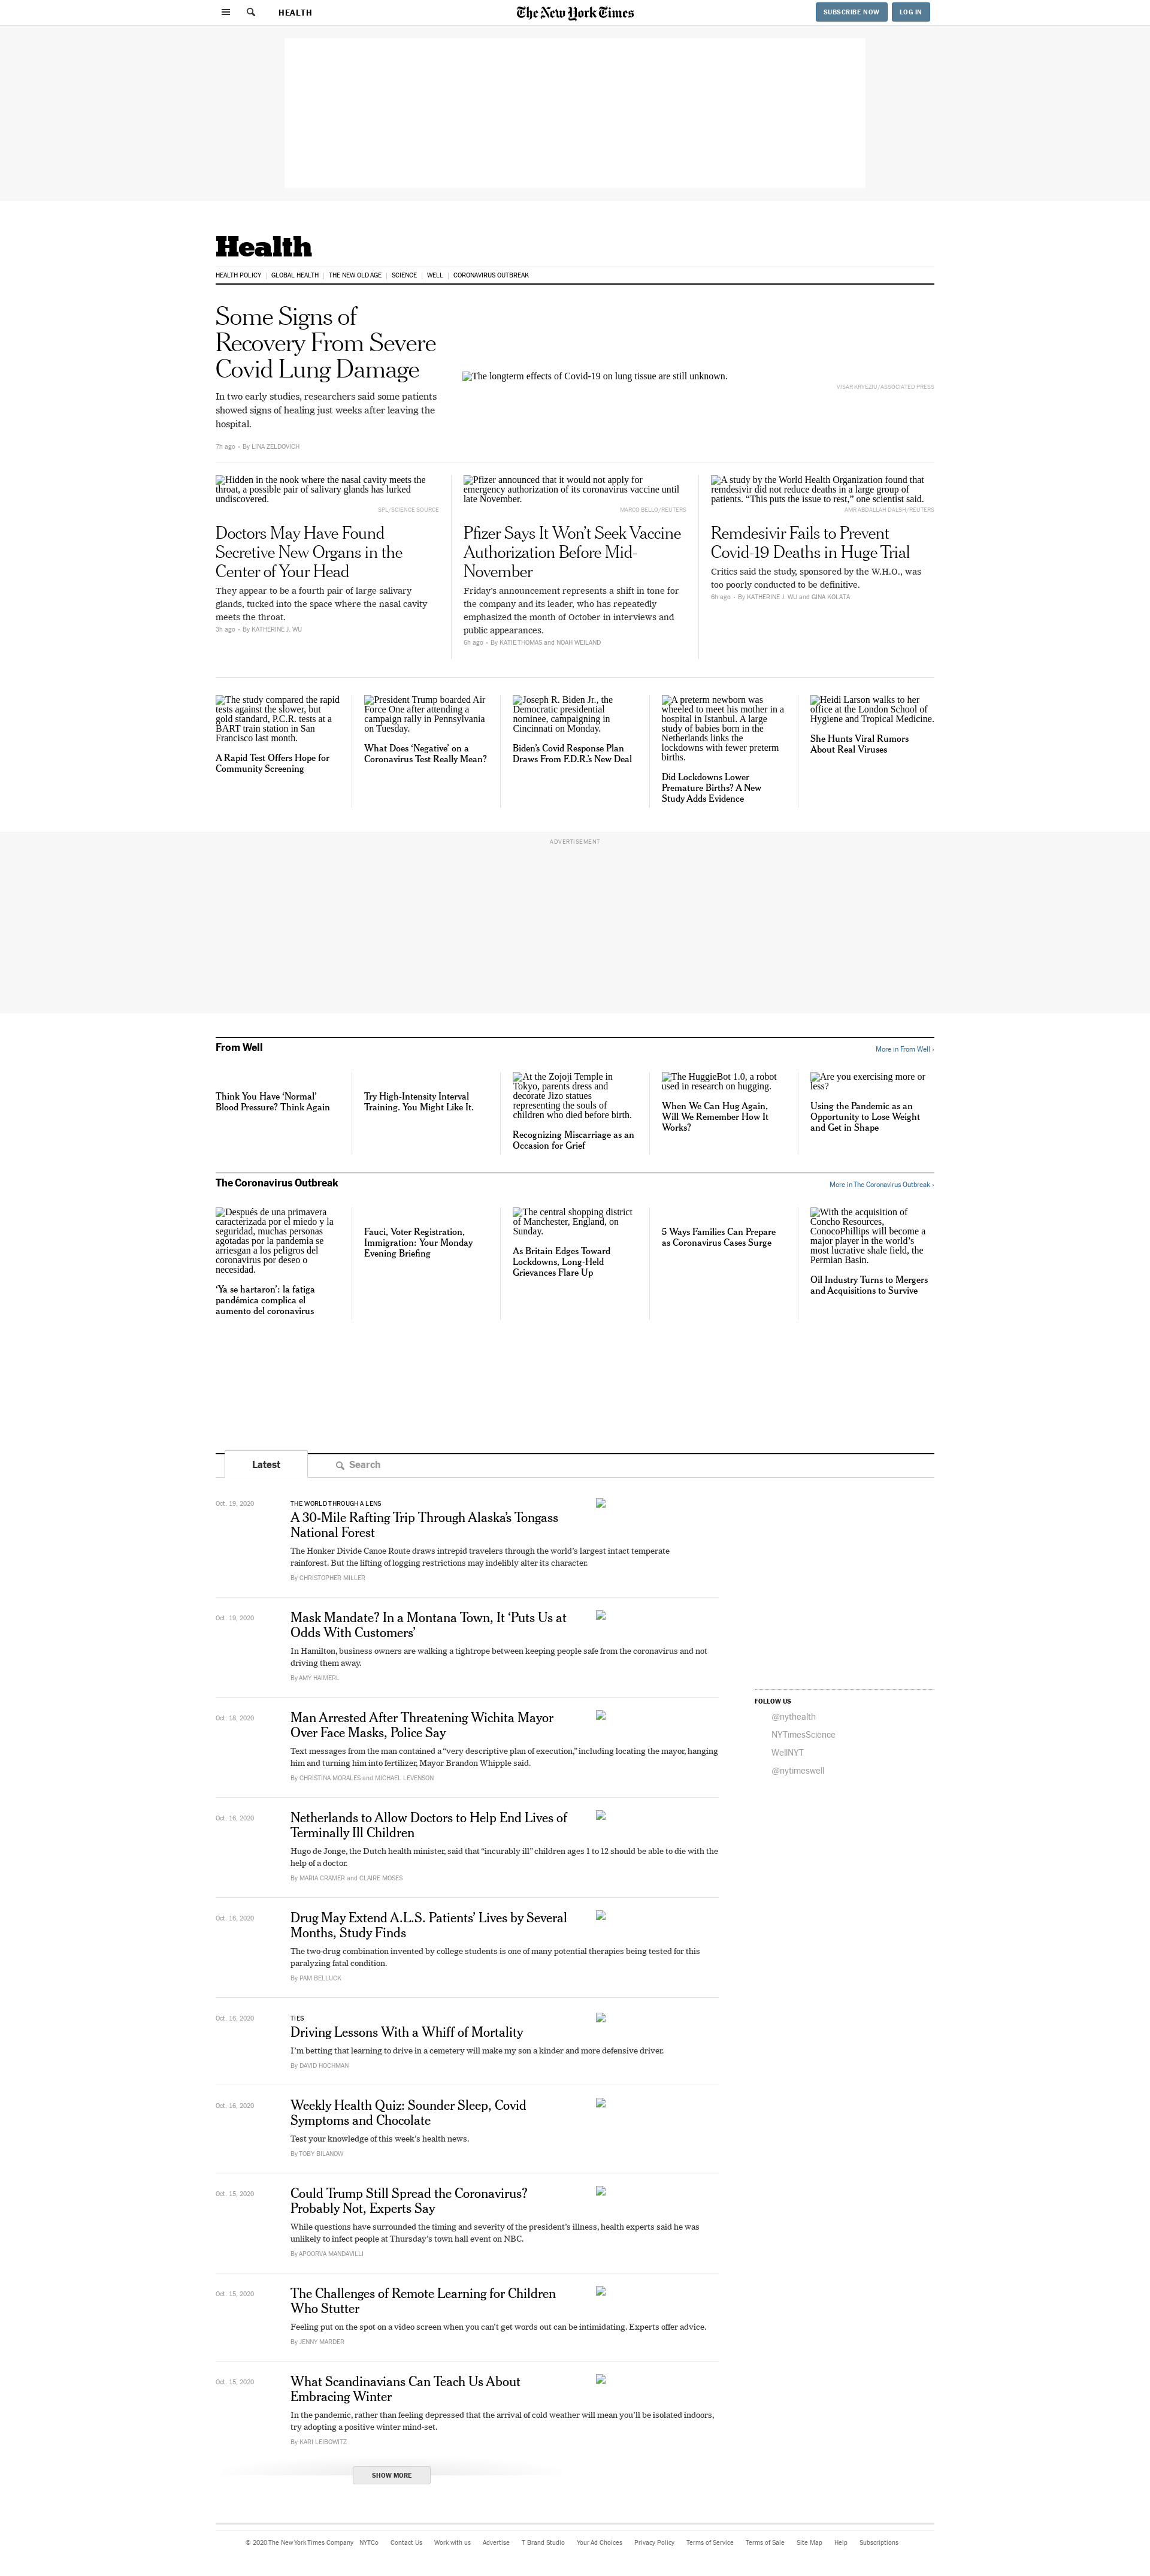 HEALTH
The New York Times
SUBSCRIBE NOW
LOG IN
Health
HEALTH POLICY
GLOBAL HEALTH
THE NEW OLD AGE
SCIENCE
WELL
CORONAVIRUS OUTBREAK
Some Signs of
Recovery From Severe
Covid Lung Damage
In two early studies, researchers said some patients
showed signs of healing just weeks after leaving the
hospital.
7h ago • By LINA ZELDOVICH
The longterm effects of Covid-19 on lung tissue are still unknown.
VISAR KRYEZIU/ASSOCIATED PRESS
Hidden in the nook where the nasal cavity meets the
throat, a possible pair of salivary glands has lurked
undiscovered.
SPL/SCIENCE SOURCE
Doctors May Have Found
Secretive New Organs in the
Center of Your Head
They appear to be a fourth pair of large salivary
glands, tucked into the space where the nasal cavity
meets the throat.
3h ago • By KATHERINE J. WU
Pfizer announced that it would not apply for
emergency authorization of its coronavirus vaccine until
late November.
MARCO BELLO/REUTERS
Pfizer Says It Won’t Seek Vaccine
Authorization Before Mid-
November
Friday’s announcement represents a shift in tone for
the company and its leader, who has repeatedly
emphasized the month of October in interviews and
public appearances.
6h ago • By KATIE THOMAS and NOAH WEILAND
A study by the World Health Organization found that
remdesivir did not reduce deaths in a large group of
patients. “This puts the issue to rest,” one scientist said.
AMR ABDALLAH DALSH/REUTERS
Remdesivir Fails to Prevent
Covid-19 Deaths in Huge Trial
Critics said the study, sponsored by the W.H.O., was
too poorly conducted to be definitive.
6h ago • By KATHERINE J. WU and GINA KOLATA
The study compared the rapid
tests against the slower, but
gold standard, P.C.R. tests at a
BART train station in San
Francisco last month.
A Rapid Test Offers Hope for
Community Screening
President Trump boarded Air
Force One after attending a
campaign rally in Pennsylvania
on Tuesday.
What Does ‘Negative’ on a
Coronavirus Test Really Mean?
Joseph R. Biden Jr., the
Democratic presidential
nominee, campaigning in
Cincinnati on Monday.
Biden’s Covid Response Plan
Draws From F.D.R.’s New Deal
A preterm newborn was
wheeled to meet his mother in a
hospital in Istanbul. A large
study of babies born in the
Netherlands links the
lockdowns with fewer preterm
births.
Did Lockdowns Lower
Premature Births? A New
Study Adds Evidence
Heidi Larson walks to her
office at the London School of
Hygiene and Tropical Medicine.
She Hunts Viral Rumors
About Real Viruses
ADVERTISEMENT
From Well
More in From Well ›
Think You Have ‘Normal’
Blood Pressure? Think Again
Try High-Intensity Interval
Training. You Might Like It.
At the Zojoji Temple in
Tokyo, parents dress and
decorate Jizo statues
representing the souls of
children who died before birth.
Recognizing Miscarriage as an
Occasion for Grief
The HuggieBot 1.0, a robot
used in research on hugging.
When We Can Hug Again,
Will We Remember How It
Works?
Are you exercising more or
less?
Using the Pandemic as an
Opportunity to Lose Weight
and Get in Shape
The Coronavirus Outbreak
More in The Coronavirus Outbreak ›
Después de una primavera
caracterizada por el miedo y la
seguridad, muchas personas
agotadas por la pandemia se
arriesgan a los peligros del
coronavirus por deseo o
necesidad.
‘Ya se hartaron’: la fatiga
pandémica complica el
aumento del coronavirus
Fauci, Voter Registration,
Immigration: Your Monday
Evening Briefing
The central shopping district
of Manchester, England, on
Sunday.
As Britain Edges Toward
Lockdowns, Long-Held
Grievances Flare Up
5 Ways Families Can Prepare
as Coronavirus Cases Surge
With the acquisition of
Concho Resources,
ConocoPhillips will become a
major player in the world’s
most lucrative shale field, the
Permian Basin.
Oil Industry Turns to Mergers
and Acquisitions to Survive
Latest
Search
Oct. 19, 2020
THE WORLD THROUGH A LENS
A 30-Mile Rafting Trip Through Alaska’s Tongass
National Forest
The Honker Divide Canoe Route draws intrepid travelers through the world’s largest intact temperate
rainforest. But the lifting of logging restrictions may indelibly alter its character.
By CHRISTOPHER MILLER
Oct. 19, 2020
Mask Mandate? In a Montana Town, It ‘Puts Us at
Odds With Customers’
In Hamilton, business owners are walking a tightrope between keeping people safe from the coronavirus and not
driving them away.
By AMY HAIMERL
Oct. 18, 2020
Man Arrested After Threatening Wichita Mayor
Over Face Masks, Police Say
Text messages from the man contained a “very descriptive plan of execution,” including locating the mayor, hanging
him and turning him into fertilizer, Mayor Brandon Whipple said.
By CHRISTINA MORALES and MICHAEL LEVENSON
Oct. 16, 2020
Netherlands to Allow Doctors to Help End Lives of
Terminally Ill Children
Hugo de Jonge, the Dutch health minister, said that “incurably ill” children ages 1 to 12 should be able to die with the
help of a doctor.
By MARIA CRAMER and CLAIRE MOSES
Oct. 16, 2020
Drug May Extend A.L.S. Patients’ Lives by Several
Months, Study Finds
The two-drug combination invented by college students is one of many potential therapies being tested for this
paralyzing fatal condition.
By PAM BELLUCK
Oct. 16, 2020
TIES
Driving Lessons With a Whiff of Mortality
I’m betting that learning to drive in a cemetery will make my son a kinder and more defensive driver.
By DAVID HOCHMAN
Oct. 16, 2020
Weekly Health Quiz: Sounder Sleep, Covid
Symptoms and Chocolate
Test your knowledge of this week’s health news.
By TOBY BILANOW
Oct. 15, 2020
Could Trump Still Spread the Coronavirus?
Probably Not, Experts Say
While questions have surrounded the timing and severity of the president’s illness, health experts said he was
unlikely to infect people at Thursday’s town hall event on NBC.
By APOORVA MANDAVILLI
Oct. 15, 2020
The Challenges of Remote Learning for Children
Who Stutter
Feeling put on the spot on a video screen when you can’t get words out can be intimidating. Experts offer advice.
By JENNY MARDER
Oct. 15, 2020
What Scandinavians Can Teach Us About
Embracing Winter
In the pandemic, rather than feeling depressed that the arrival of cold weather will mean you’ll be isolated indoors,
try adopting a positive winter mind-set.
By KARI LEIBOWITZ
SHOW MORE
FOLLOW US
@nythealth
NYTimesScience
WellNYT
@nytimeswell
© 2020 The New York Times Company
NYTCo
Contact Us
Work with us
Advertise
T Brand Studio
Your Ad Choices
Privacy Policy
Terms of Service
Terms of Sale
Site Map
Help
Subscriptions